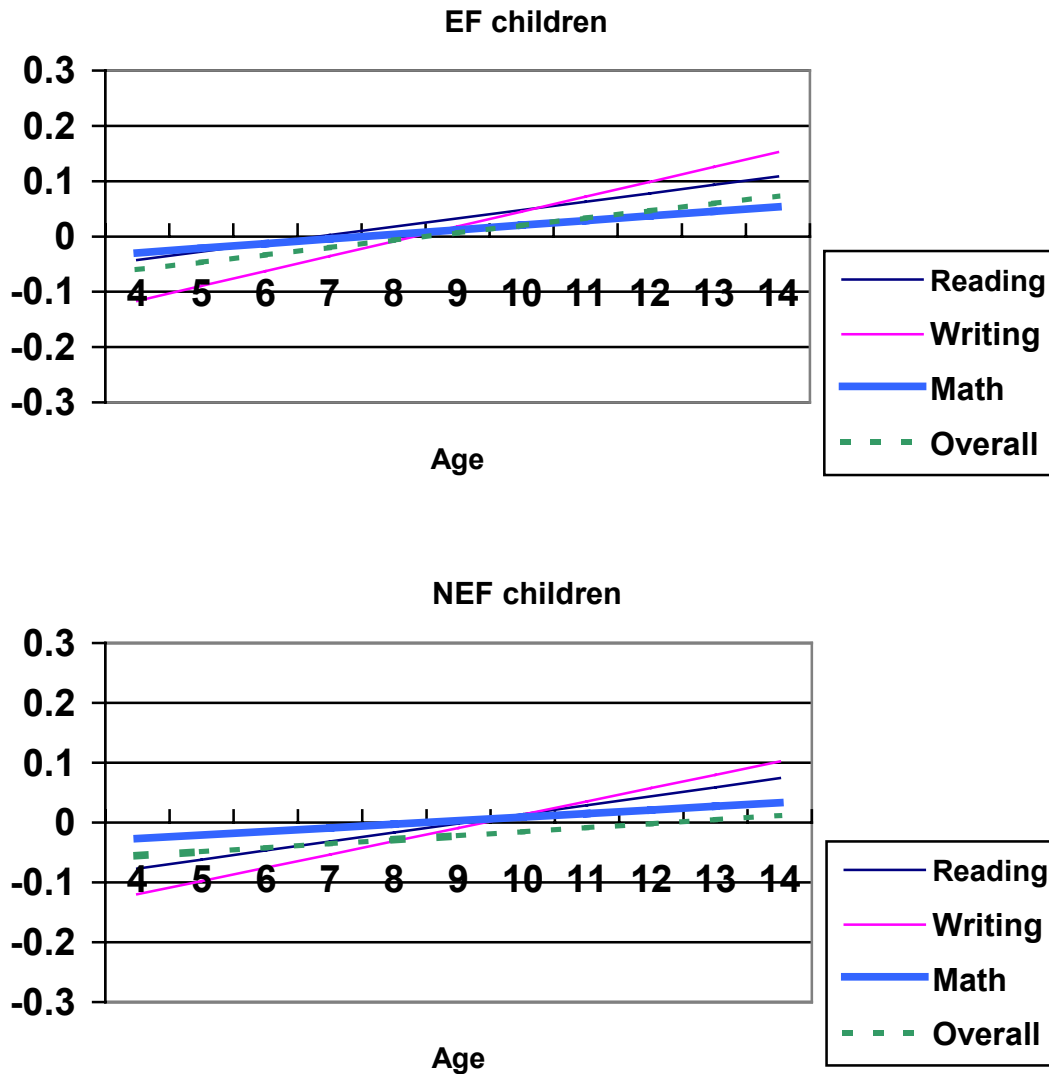 EF children
0.3
0.2
0.1
0
-0.1
-0.2
-0.3
4 5 6 7 8 9 10 11 12 13 14
Age
Reading
Writing
Math
Overall
NEF children
0.3
0.2
0.1
0
-0.1
-0.2
-0.3
4 5 6 7 8 9 10 11 12 13 14
Age
Reading
Writing
Math
Overall